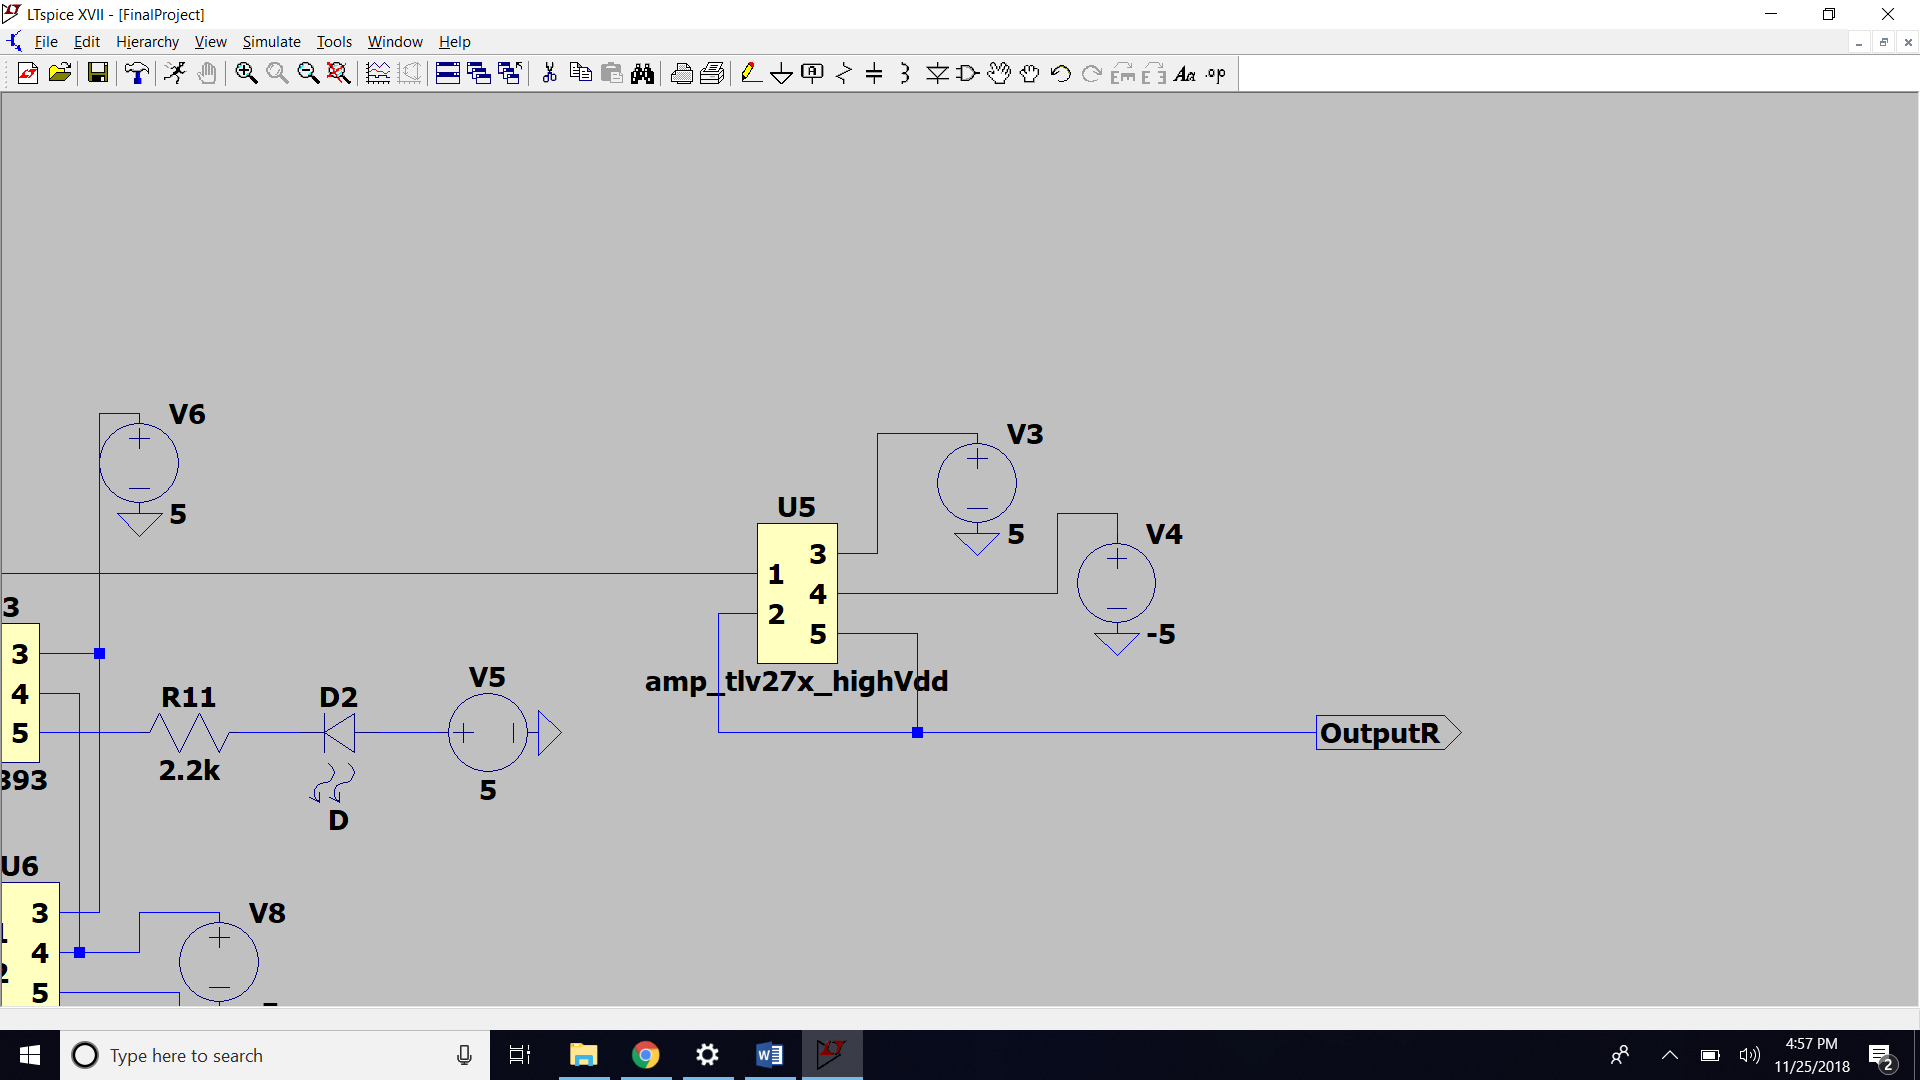 LTspice XVII - [FinalProject]
File Edit Hierarchy View Simulate Tools Window Help
.op
V6
5
V3
5
V4
-5
U5
1
2
3
4
5
amp_tlv27x_highVdd
OutputR
3
3
4
5
393
R11
2.2k
D2
D
V5
5
U6
3
4
5
V8
Type here to search
4:57 PM
11/25/2018
2